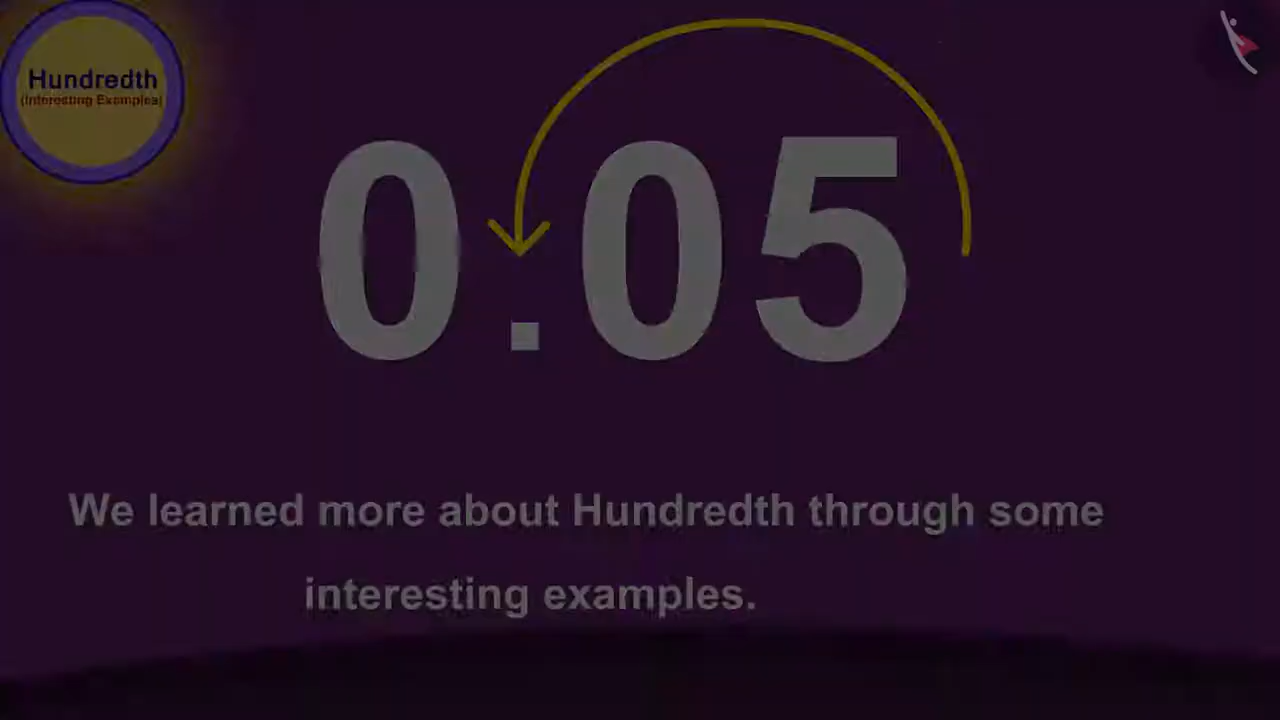 Hundredth
(Interesting Examples)
0.05
We learned more about Hundredth through some
interesting examples.